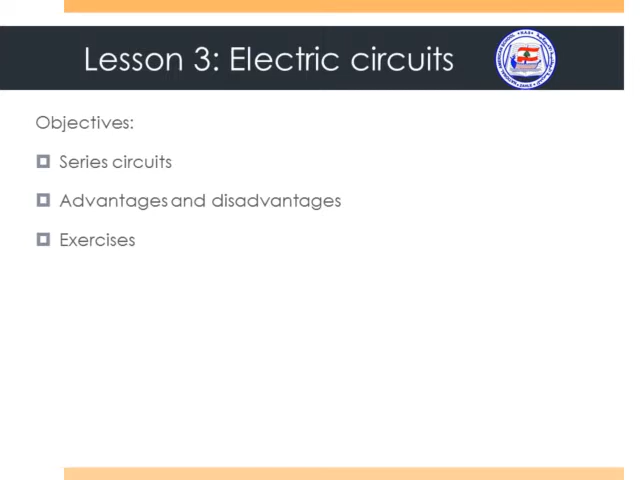 Lesson 3: Electric circuits
Objectives:
Series circuits
Advantages and disadvantages
Exercises